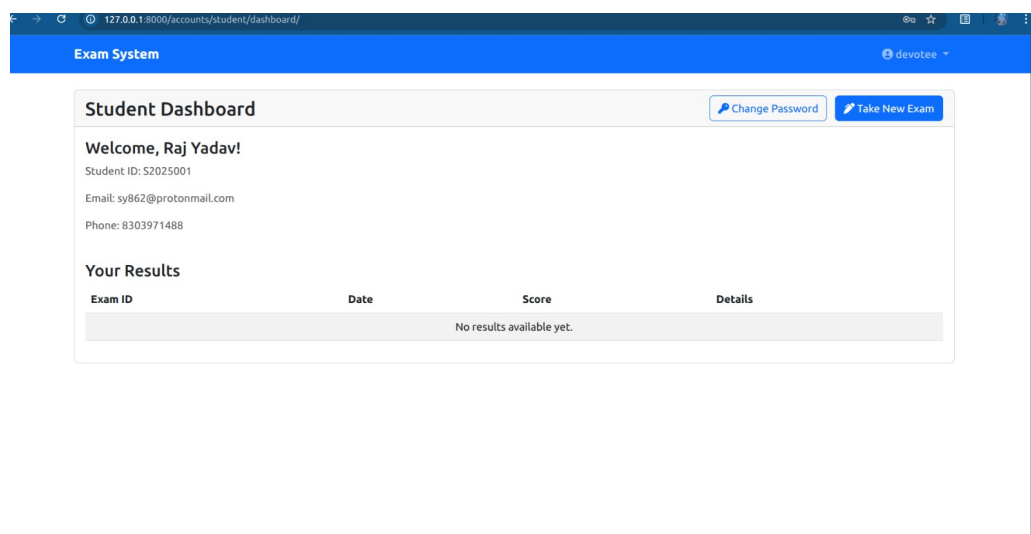 127.0.0.1:8000/accounts/student/dashboard/
Exam System devotee
Student Dashboard Change Password Take New Exam
Welcome, Raj Yadav!
Student ID: S2025001
Email: sy862@protonmail.com
Phone: 8303971488
Your Results
Exam ID Date Score Details
No results available yet.